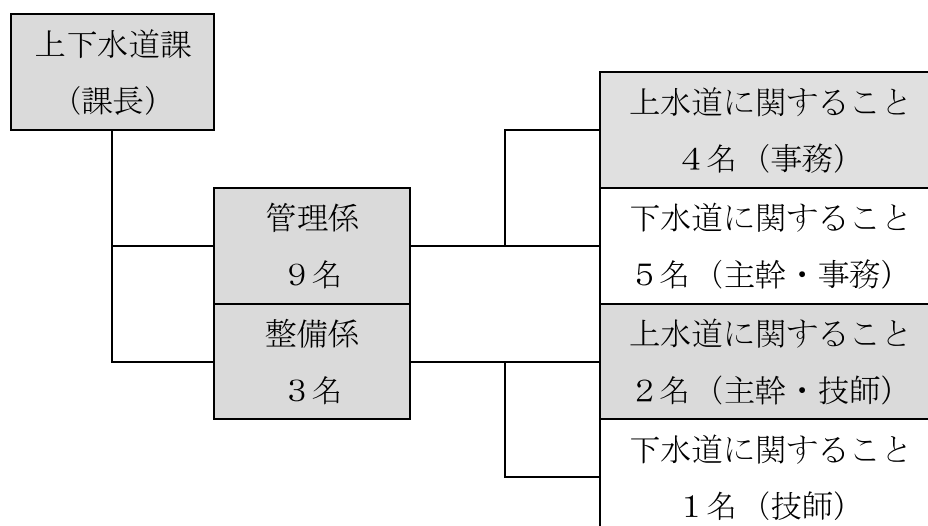 上下水道課
（課長）
管理係
９名
整備係
３名
上水道に関すること
４名（事務）
下水道に関すること
５名（主幹・事務）
上水道に関すること
２名（主幹・技師）
下水道に関すること
１名（技師）